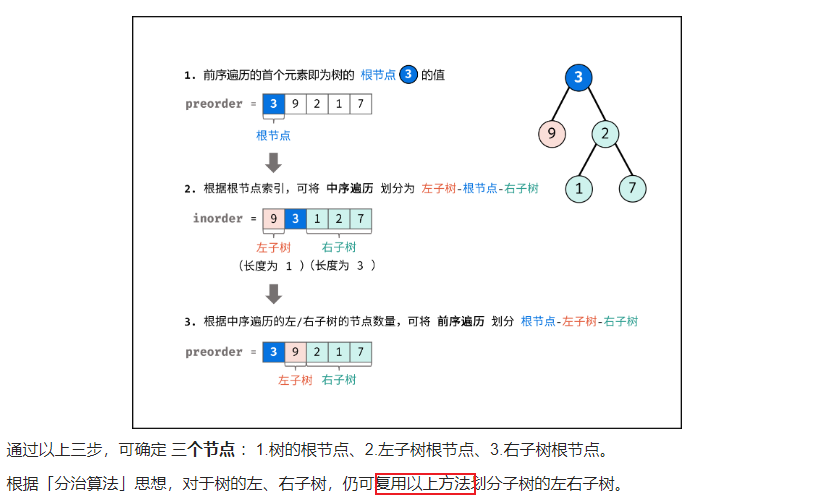 1. 前序遍历的首个元素即为树的 根节点 3 的值
preorder = 3 9 2 1 7
根节点
2. 根据根节点索引，可将 中序遍历 划分为 左子树-根节点-右子树
inorder = 9 3 1 2 7
左子树 右子树
（长度为 1 ）（长度为 3 ）
3. 根据中序遍历的左/右子树的节点数量，可将 前序遍历 划分 根节点-左子树-右子树
preorder = 3 9 2 1 7
左子树 右子树
3
9 2
1 7
通过以上三步，可确定 三个节点 ：1.树的根节点、2.左子树根节点、3.右子树根节点。
根据「分治算法」思想，对于树的左、右子树，仍可复用以上方法划分子树的左右子树。